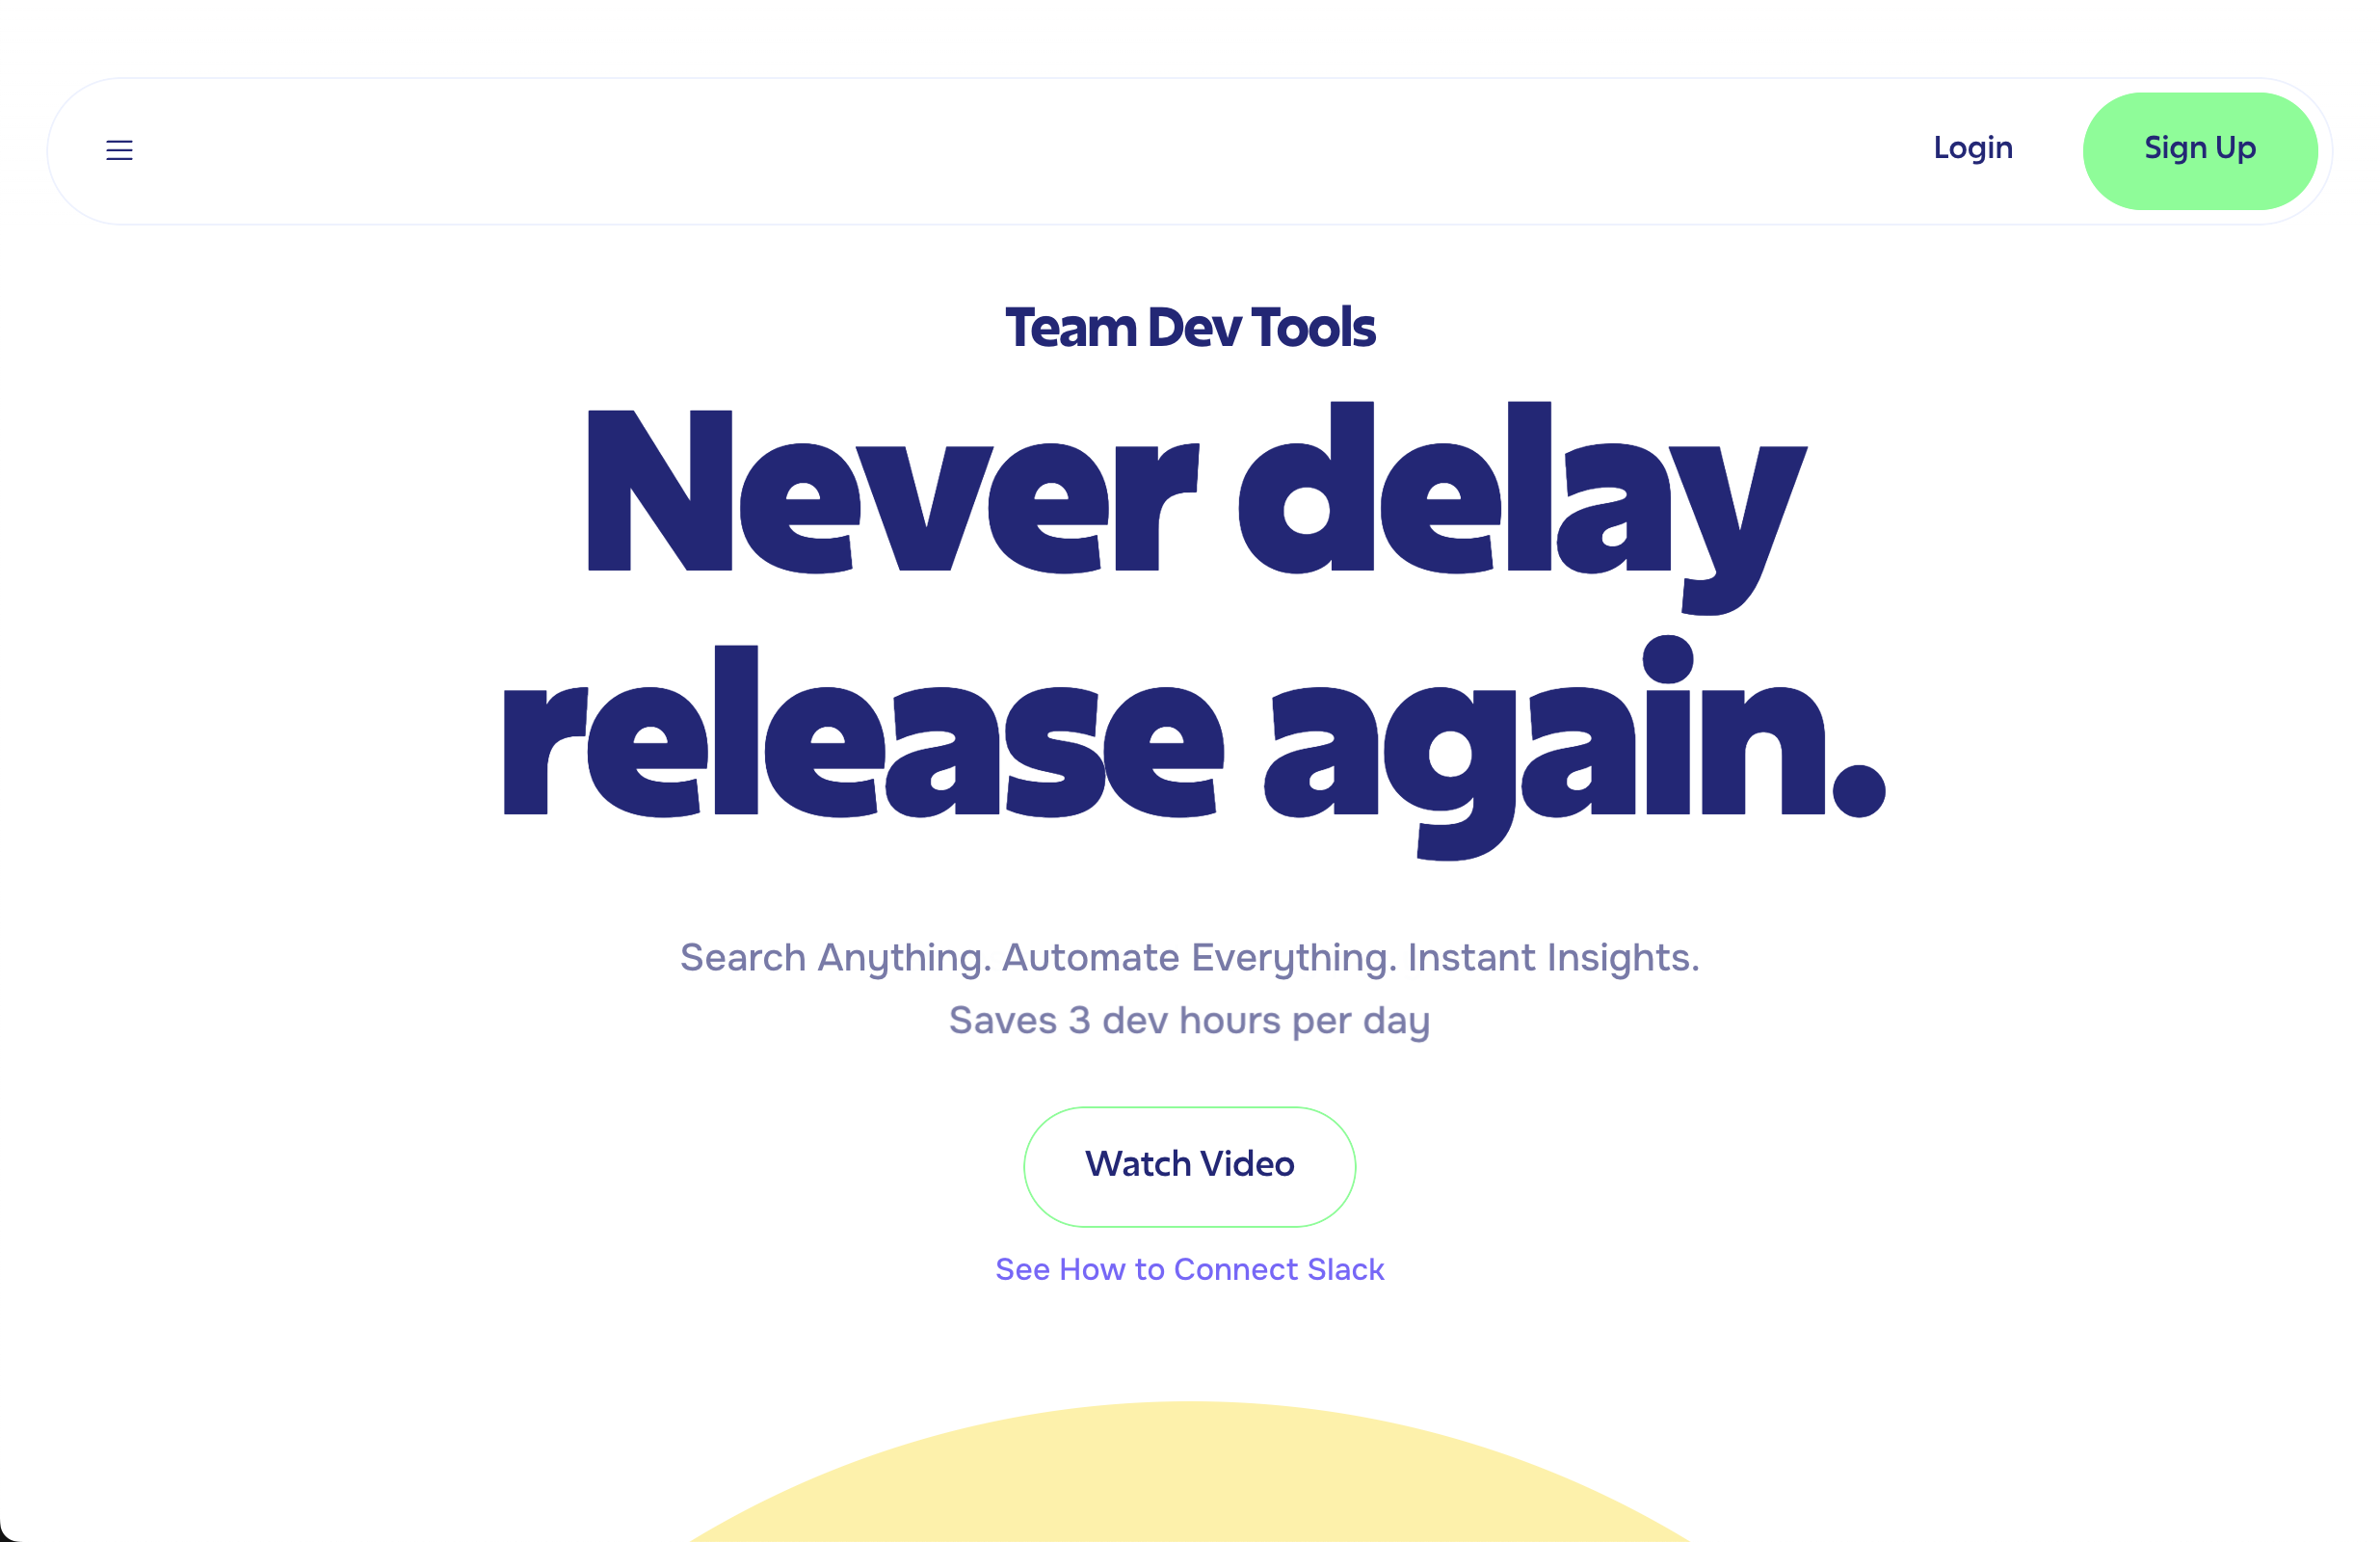 Login
Sign Up
Team Dev Tools
Never delay
release again.
Search Anything. Automate Everything. Instant Insights.
Saves 3 dev hours per day
Watch Video
See How to Connect Slack